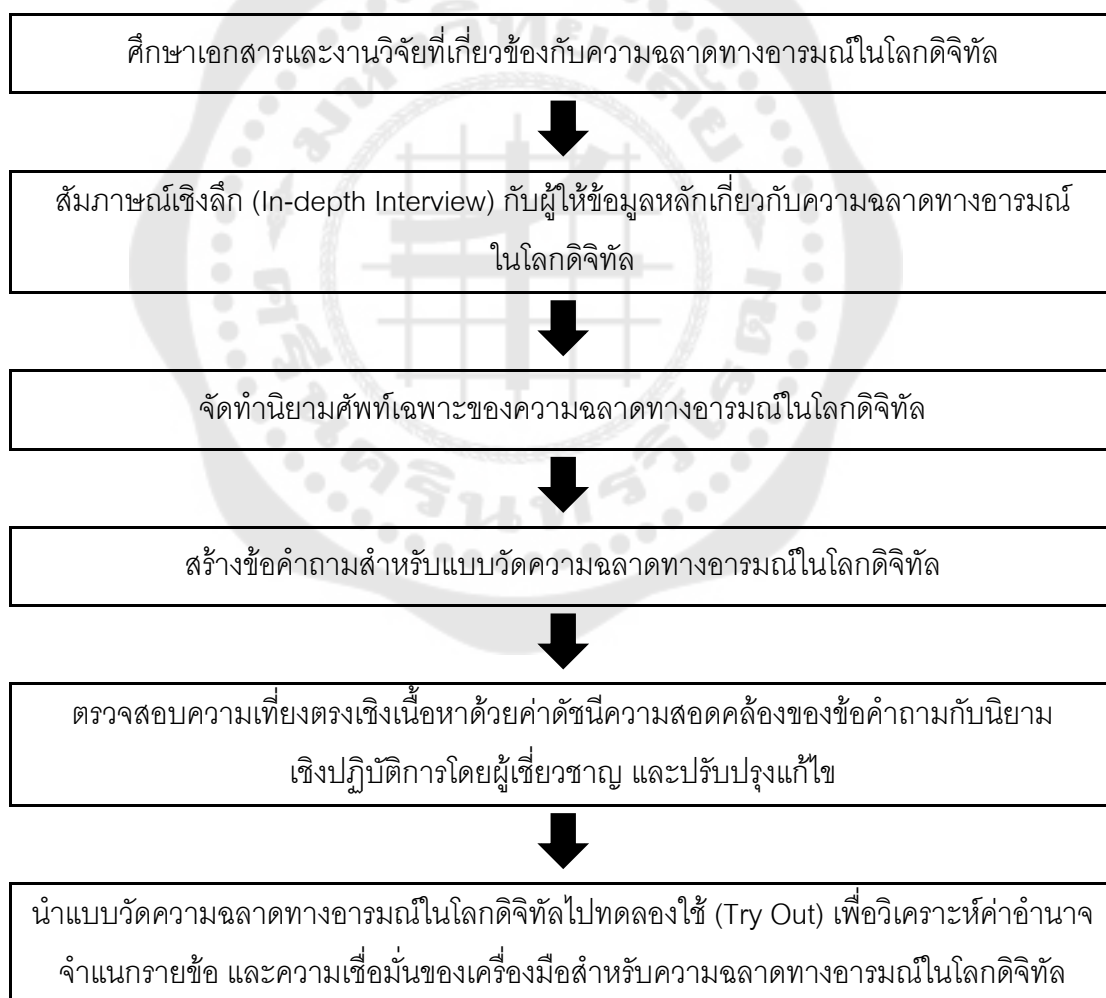 ศึกษาเอกสารและงานวิจัยที่เกี่ยวข้องกับความฉลาดทางอารมณ์ในโลกดิจิทัล
สัมภาษณ์เชิงลึก (In-depth Interview) กับผู้ให้ข้อมูลหลักเกี่ยวกับความฉลาดทางอารมณ์
ในโลกดิจิทัล
จัดทำนิยามศัพท์เฉพาะของความฉลาดทางอารมณ์ในโลกดิจิทัล
สร้างข้อคำถามสำหรับแบบวัดความฉลาดทางอารมณ์ในโลกดิจิทัล
ตรวจสอบความเที่ยงตรงเชิงเนื้อหาด้วยค่าดัชนีความสอดคล้องของข้อคำถามกับนิยาม
เชิงปฏิบัติการโดยผู้เชี่ยวชาญ และปรับปรุงแก้ไข
นำแบบวัดความฉลาดทางอารมณ์ในโลกดิจิทัลไปทดลองใช้ (Try Out) เพื่อวิเคราะห์ค่าอำนาจ
จำแนกรายข้อ และความเชื่อมั่นของเครื่องมือสำหรับความฉลาดทางอารมณ์ในโลกดิจิทัล